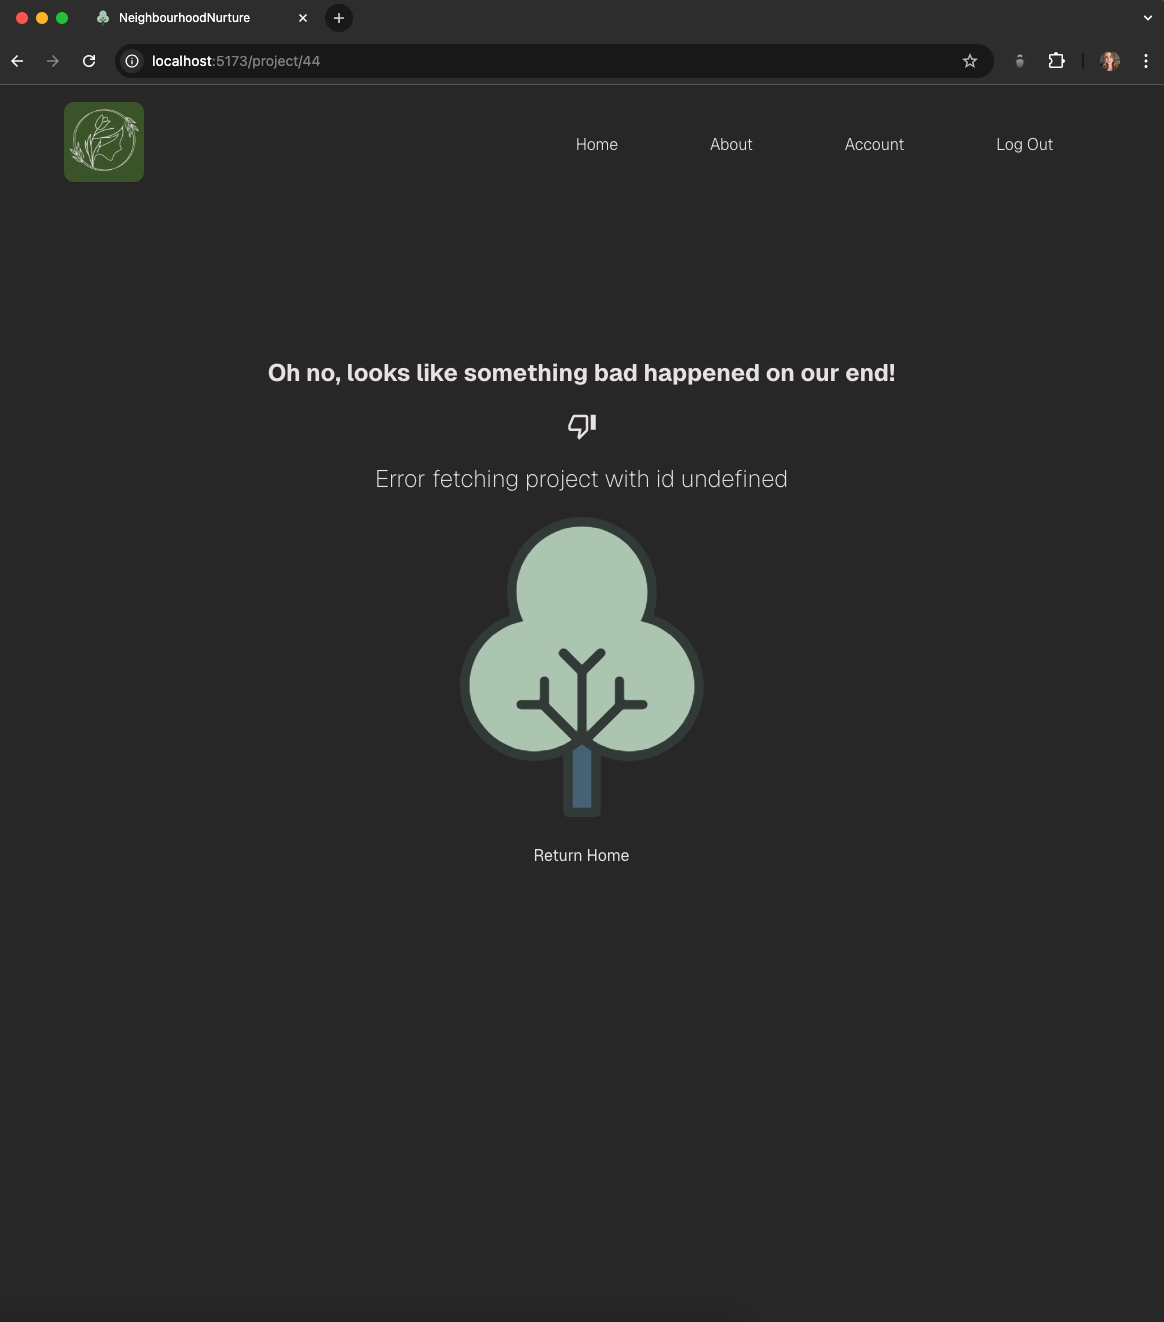 NeighbourhoodNurture
localhost:5173/project/44
Home About Account Log Out
Oh no, looks like something bad happened on our end!
Error fetching project with id undefined
Return Home